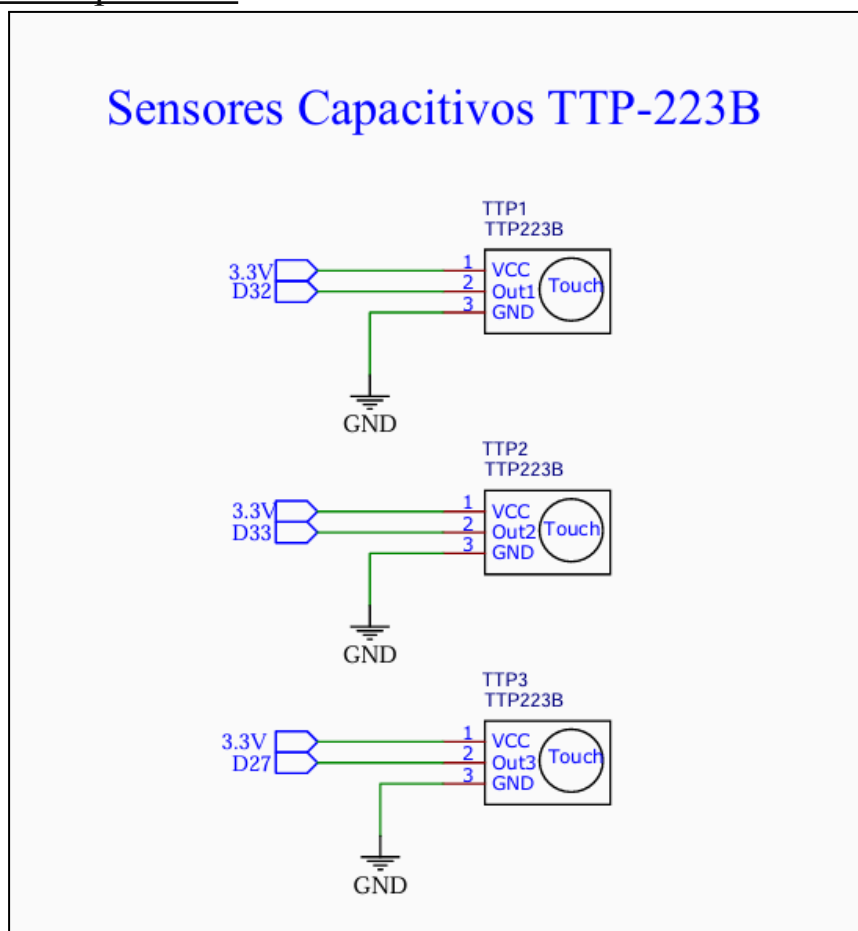 Sensores Capacitivos TTP-223B
TTP1
TTP223B
3.3V
D32
1
2
3
VCC
Out1
GND
Touch
GND
TTP2
TTP223B
3.3V
D33
1
2
3
VCC
Out2
GND
Touch
GND
TTP3
TTP223B
3.3V
D27
1
2
3
VCC
Out3
GND
Touch
GND